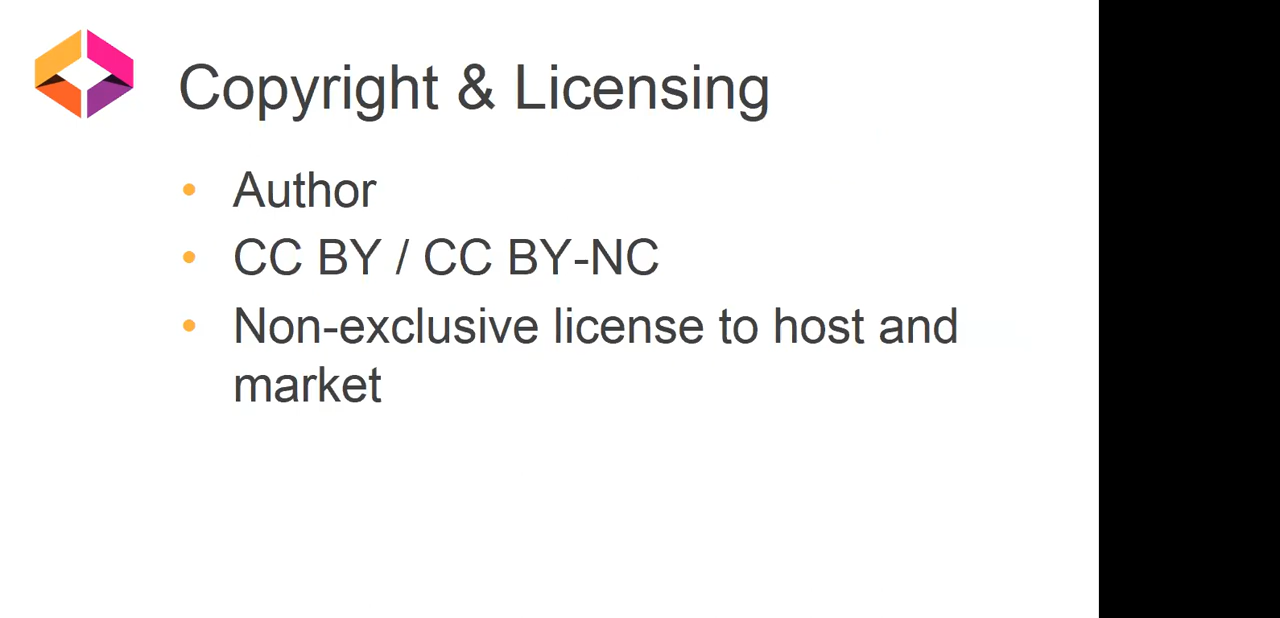 Copyright & Licensing
• Author
• CC BY / CC BY-NC
• Non-exclusive license to host and
market